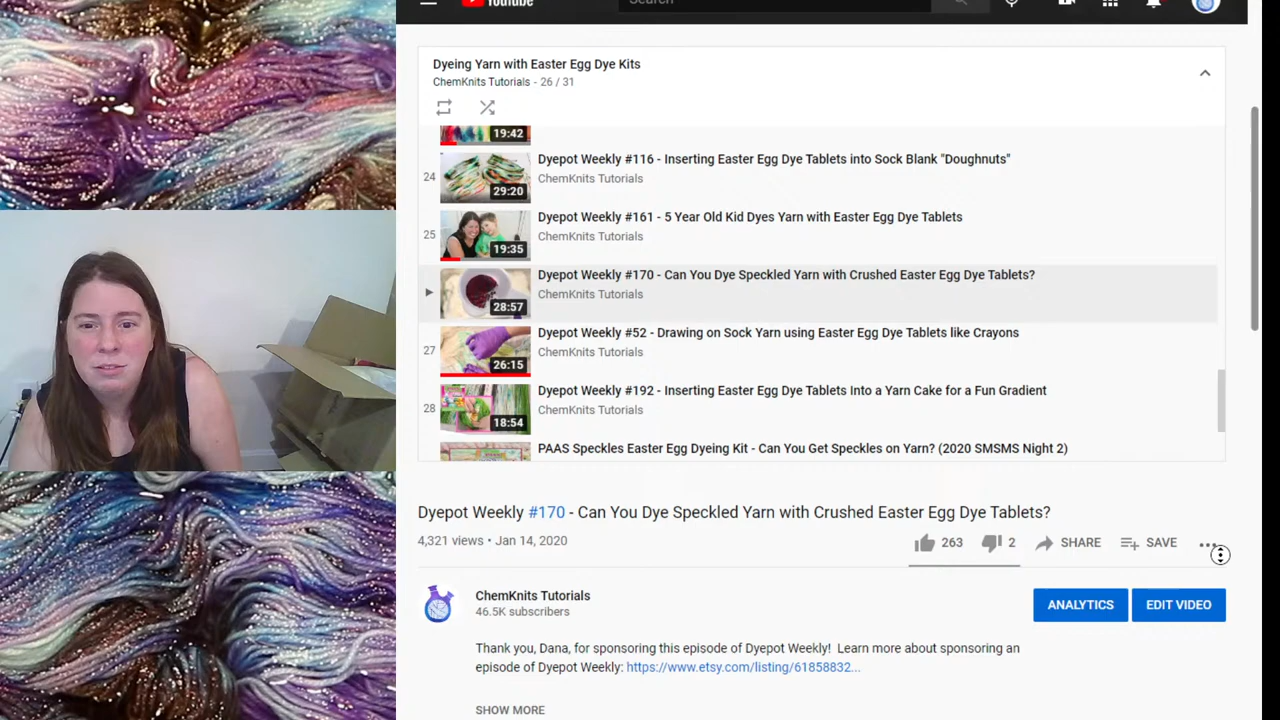 YouTube
Search
Dyeing Yarn with Easter Egg Dye Kits
ChemKnits Tutorials - 26 / 31
19:42
24
29:20
Dyepot Weekly #116 - Inserting Easter Egg Dye Tablets into Sock Blank "Doughnuts"
ChemKnits Tutorials
25
19:35
Dyepot Weekly #161 - 5 Year Old Kid Dyes Yarn with Easter Egg Dye Tablets
ChemKnits Tutorials
28:57
Dyepot Weekly #170 - Can You Dye Speckled Yarn with Crushed Easter Egg Dye Tablets?
ChemKnits Tutorials
27
26:15
Dyepot Weekly #52 - Drawing on Sock Yarn using Easter Egg Dye Tablets like Crayons
ChemKnits Tutorials
28
18:54
Dyepot Weekly #192 - Inserting Easter Egg Dye Tablets Into a Yarn Cake for a Fun Gradient
ChemKnits Tutorials
PAAS Speckles Easter Egg Dyeing Kit - Can You Get Speckles on Yarn? (2020 SMSMS Night 2)
Dyepot Weekly #170 - Can You Dye Speckled Yarn with Crushed Easter Egg Dye Tablets?
4,321 views • Jan 14, 2020
263
2
SHARE
SAVE
ChemKnits Tutorials
46.5K subscribers
ANALYTICS
EDIT VIDEO
Thank you, Dana, for sponsoring this episode of Dyepot Weekly! Learn more about sponsoring an
episode of Dyepot Weekly: https://www.etsy.com/listing/61858832...
SHOW MORE